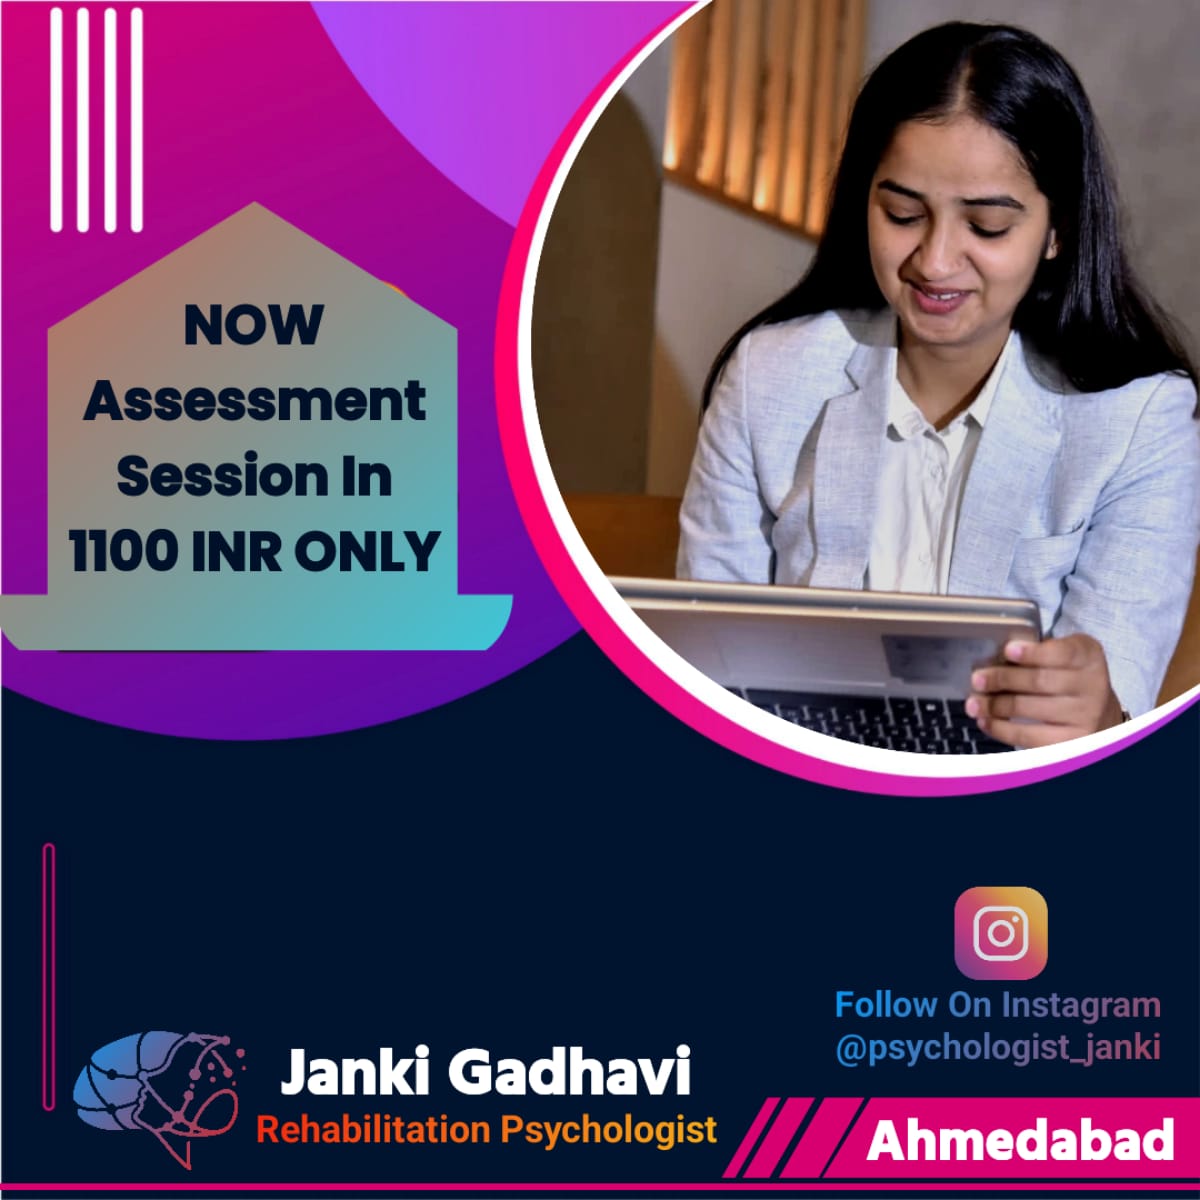 NOW
Assessment
Session In
1100 INR ONLY
Follow On Instagram
@psychologist_janki
Janki Gadhavi
Rehabilitation Psychologist
Ahmedabad